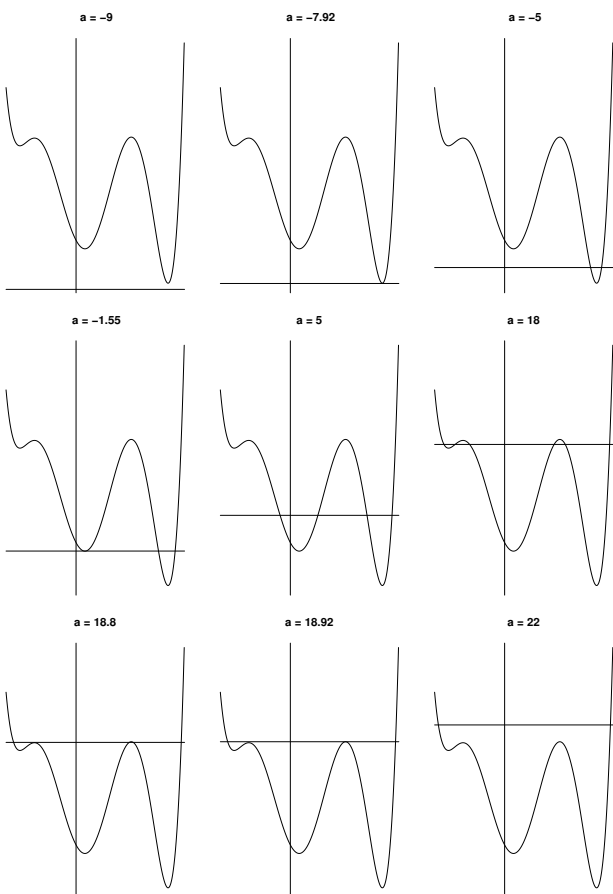 a = −9
a = −7.92
a = −5
a = −1.55
a = 5
a = 18
a = 18.8
a = 18.92
a = 22